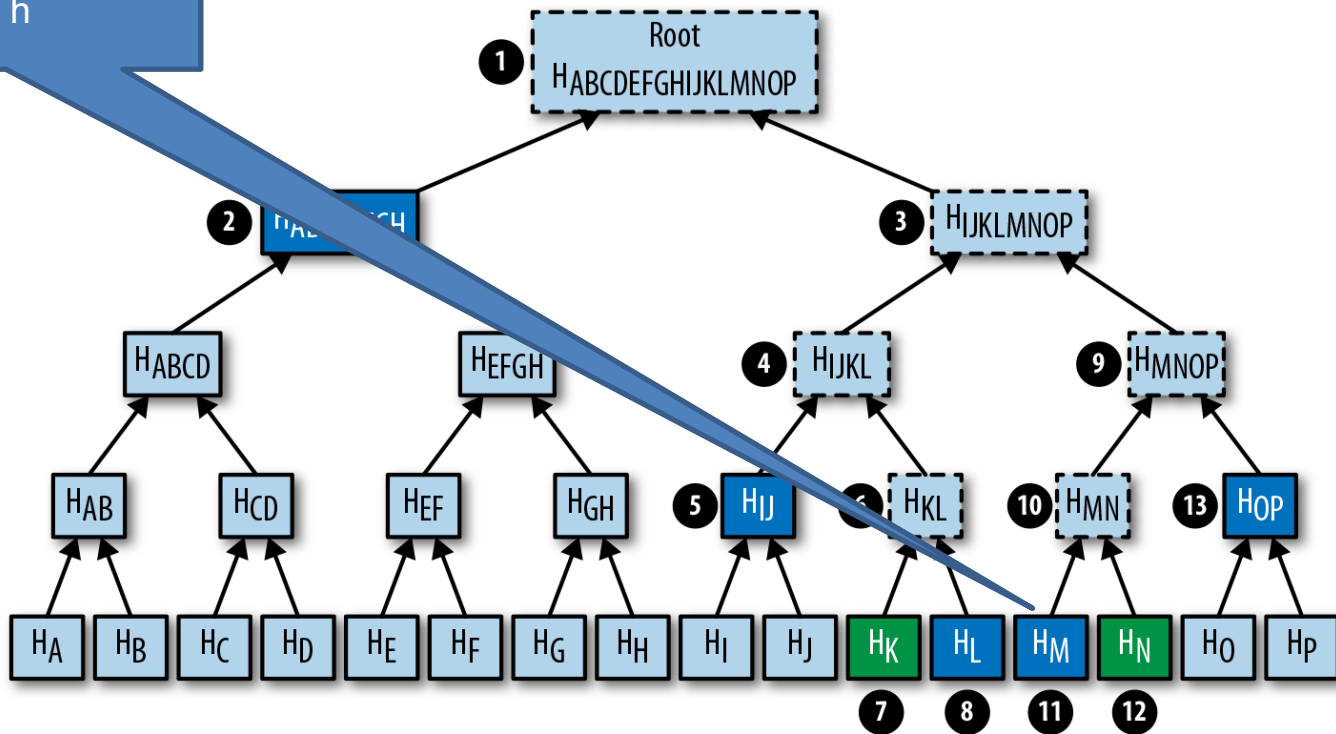 h
1
Root
HABCDEFGHIJKLMNOP
2
3
HIJKLMNOP
HABCD
HEFGH
4
HIJKL
9
HMNOP
HAB
HCD
HEF
HGH
5
HIJ
HKL
10
HMN
13
HOP
HA
HB
HC
HD
HE
HF
HG
HH
HI
HJ
HK
HL
HM
HN
HO
HP
7
8
11
12